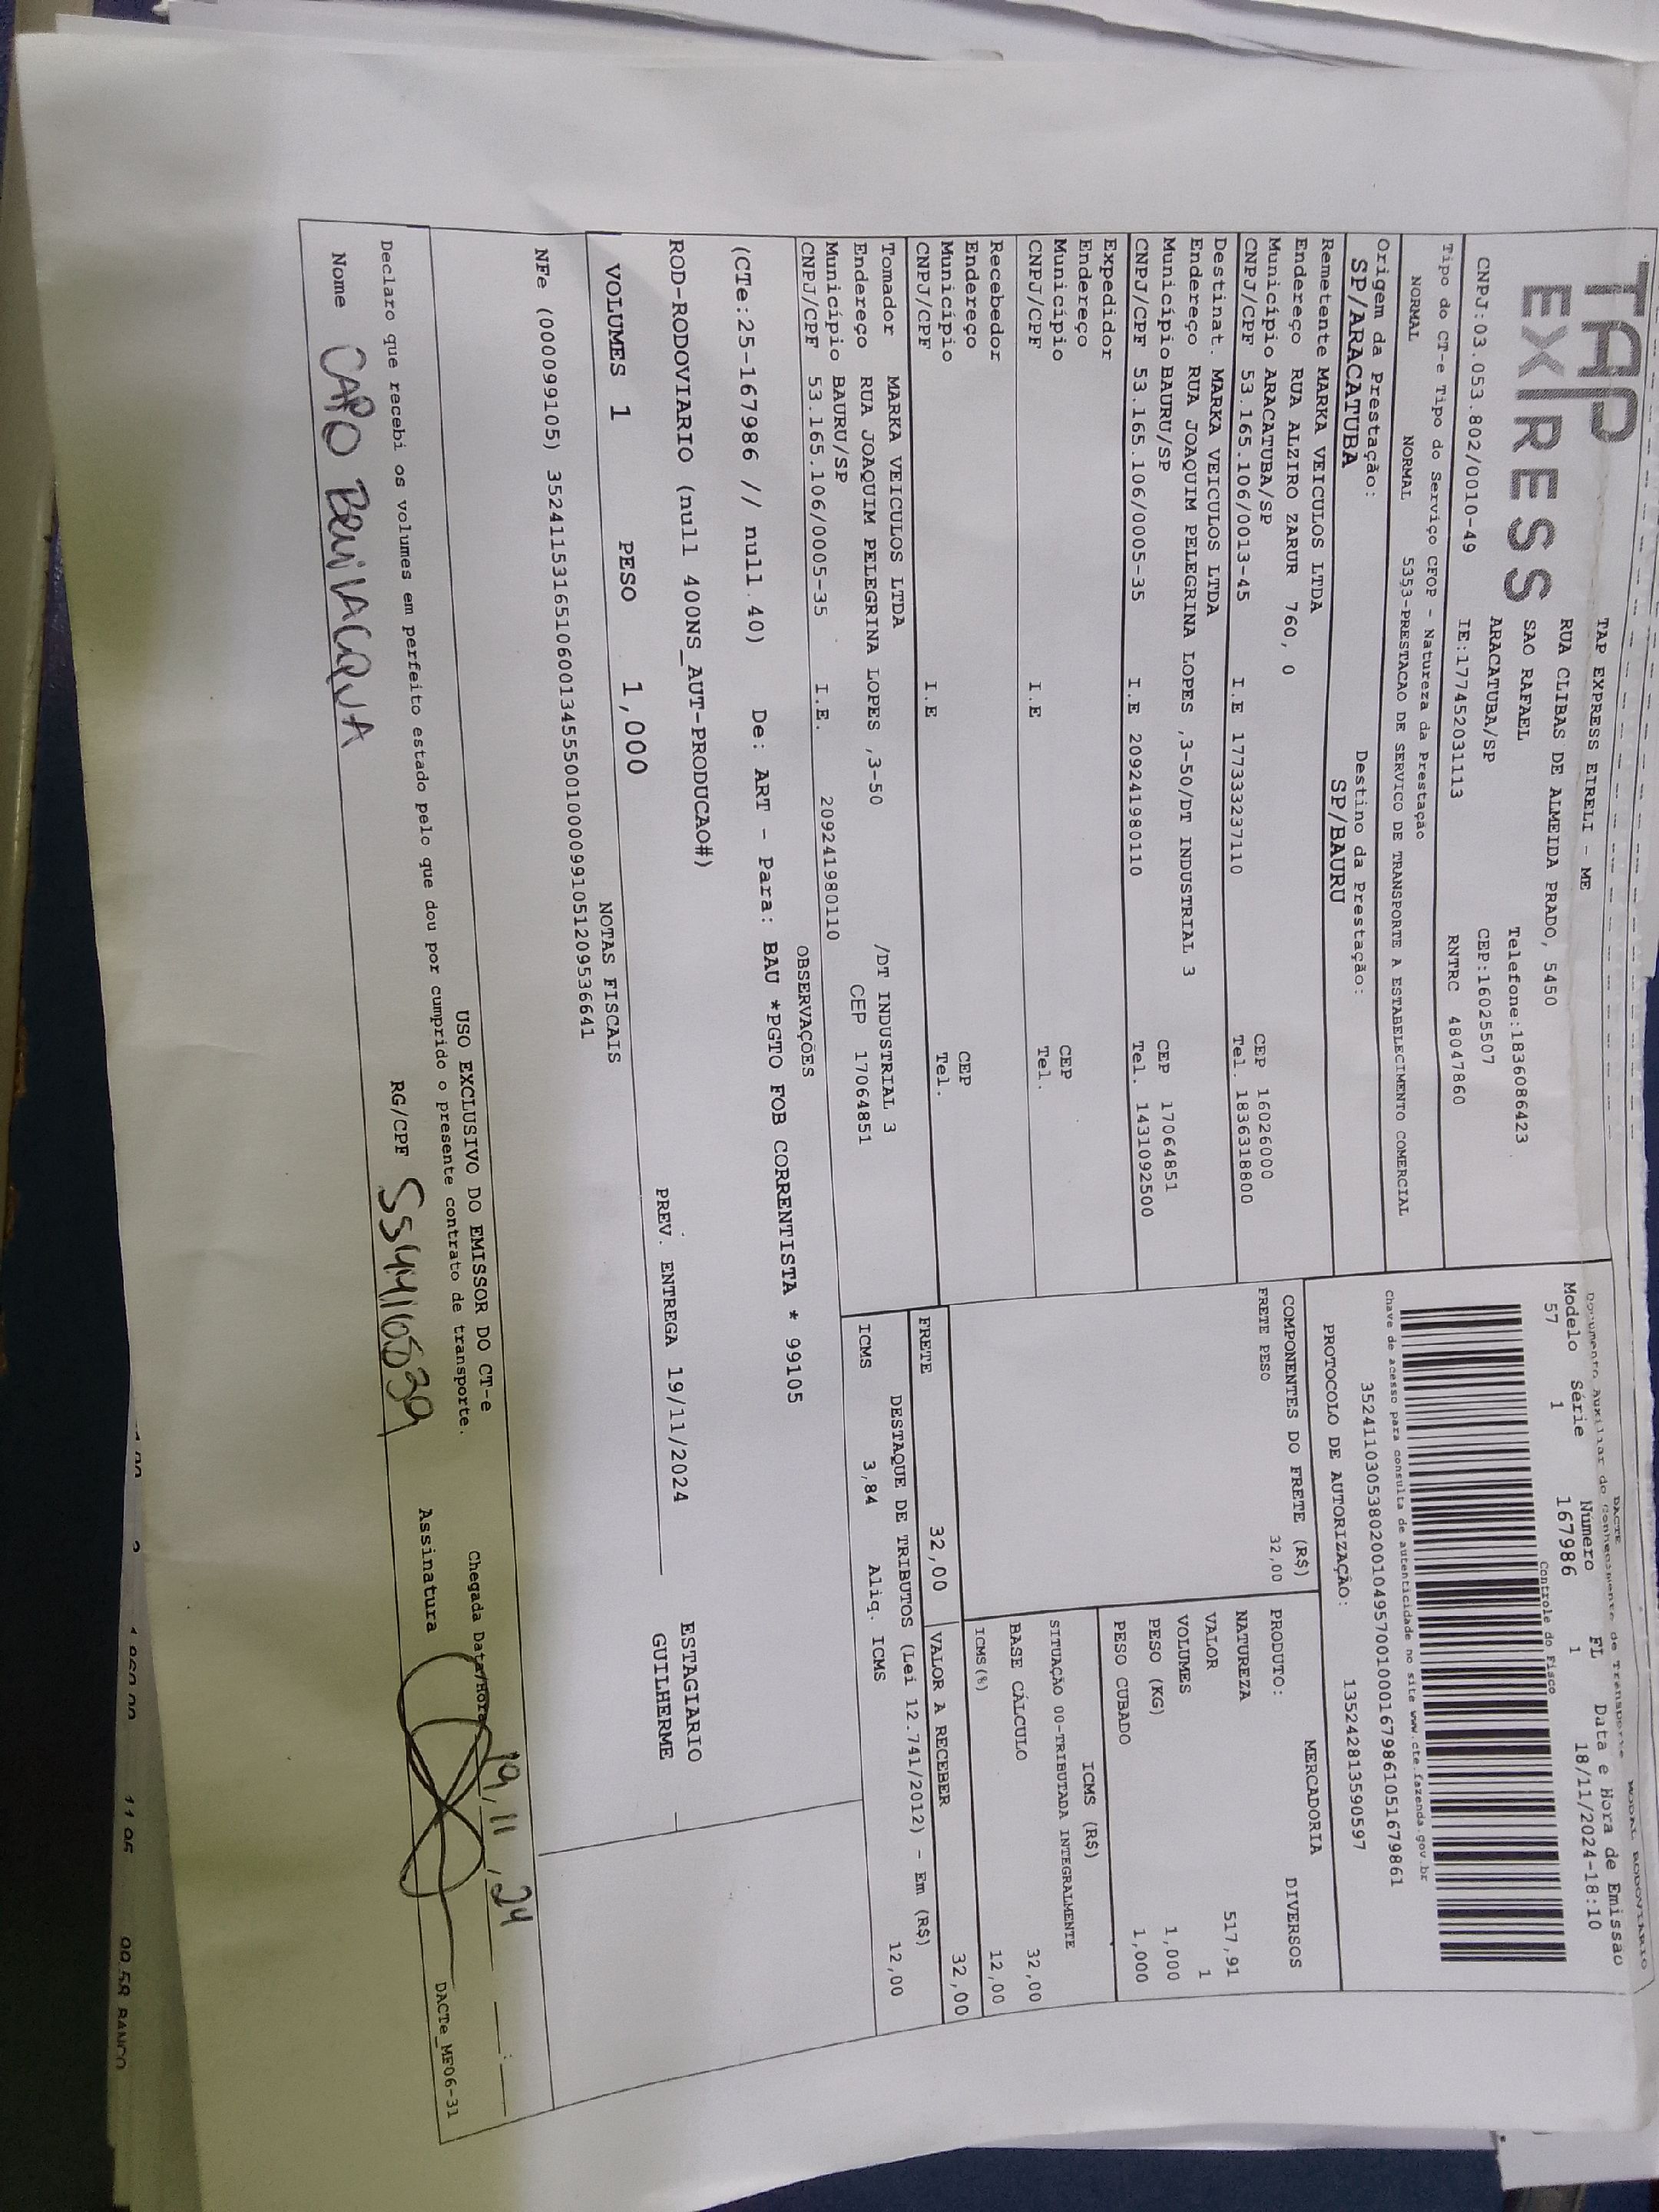 TAP
EXPRESS
TAP EXPRESS EIRELI - ME
RUA CLIBAS DE ALMEIDA PRADO, 5450
SAO RAFAEL
Telefone:1836086423
ARACATUBA/SP
CEP:16025507
CNPJ:03.053.802/0010-49
IE:177452031113
RNTRC 48047860
Tipo do CT-e Tipo do Serviço CFOP - Natureza da Prestação
NORMAL NORMAL 5353-PRESTACAO DE SERVICO DE TRANSPORTE A ESTABELECIMENTO COMERCIAL
Origem da Prestação:
Destino da Prestação:
SP/ARACATUBA
SP/BAURU
MODAL RODOVIARIO
DACTE
Documento Auxiliar do Conhecimento de Transporte
Modelo Série Número FL Data e Hora de Emissão
57 1 167986 1 18/11/2024-18:10
Controle do Fisco
Chave de acesso para consulta de autenticidade no site www.cte.fazenda.gov.br
35241103053802001049570010001679861051679861
PROTOCOLO DE AUTORIZAÇÃO:
135242813590597
Remetente MARKA VEICULOS LTDA
Endereço RUA ALZIRO ZARUR 760, 0
Município ARACATUBA/SP
CEP 16026000
CNPJ/CPF 53.165.106/0013-45 I.E 177333237110 Tel. 1836318800
Destinat. MARKA VEICULOS LTDA
Endereço RUA JOAQUIM PELEGRINA LOPES ,3-50/DT INDUSTRIAL 3
Município BAURU/SP
CEP 17064851
CNPJ/CPF 53.165.106/0005-35 I.E 209241980110 Tel. 1431092500
Expedidor
Endereço
Município
CEP
CNPJ/CPF I.E Tel.
Recebedor
Endereço
Município
CEP
CNPJ/CPF I.E Tel.
COMPONENTES DO FRETE (R$)
FRETE PESO 32,00
MERCADORIA
PRODUTO: DIVERSOS
NATUREZA
VALOR 517,91
VOLUMES 1
PESO (KG) 1,000
PESO CUBADO 1,000
ICMS (R$)
SITUAÇÃO 00-TRIBUTADA INTEGRALMENTE
BASE CÁLCULO 32,00
ICMS(%) 12,00
FRETE 32,00
VALOR A RECEBER 32,00
DESTAQUE DE TRIBUTOS (Lei 12.741/2012) - Em (R$)
ICMS 3,84 Aliq. ICMS 12,00
Tomador MARKA VEICULOS LTDA
Endereço RUA JOAQUIM PELEGRINA LOPES ,3-50 /DT INDUSTRIAL 3
Município BAURU/SP CEP 17064851
CNPJ/CPF 53.165.106/0005-35 I.E. 209241980110
OBSERVAÇÕES
(CTe:25-167986 // null.40) De: ART - Para: BAU *PGTO FOB CORRENTISTA * 99105
ROD-RODOVIARIO (null 400NS_AUT-PRODUCAO#)
VOLUMES 1 PESO 1,000
PREV. ENTREGA 19/11/2024
ESTAGIARIO
GUILHERME
NOTAS FISCAIS
NFe (000099105) 35241153165106001345550010000991051209536641
USO EXCLUSIVO DO EMISSOR DO CT-e
Declaro que recebi os volumes em perfeito estado pelo que dou por cumprido o presente contrato de transporte.
Chegada Data/Hora 19/11/24
Nome CAPO BEVILACQUA
RG/CPF
Assinatura
DACTe_MF06-31